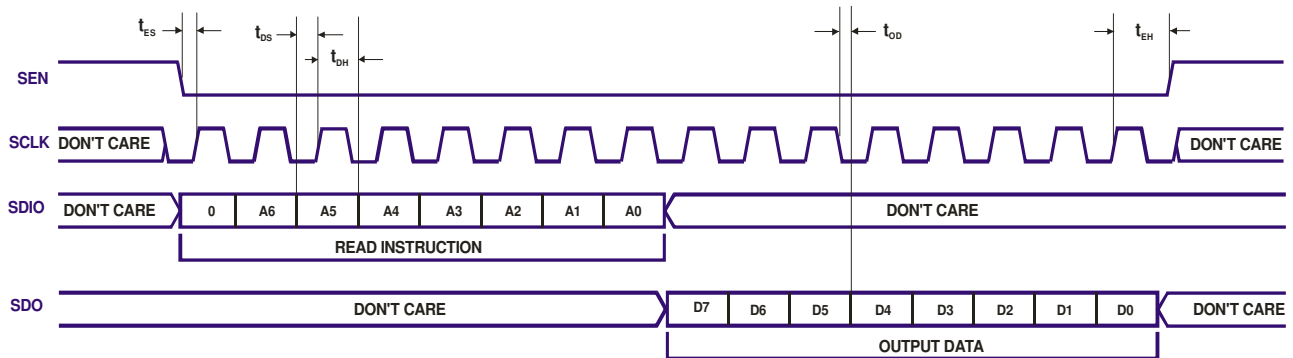 tES
tDS
tDH
tOD
tEH
SEN
SCLK
DON'T CARE
DON'T CARE
SDIO
DON'T CARE
0 A6 A5 A4 A3 A2 A1 A0
DON'T CARE
READ INSTRUCTION
SDO
DON'T CARE
D7 D6 D5 D4 D3 D2 D1 D0
DON'T CARE
OUTPUT DATA